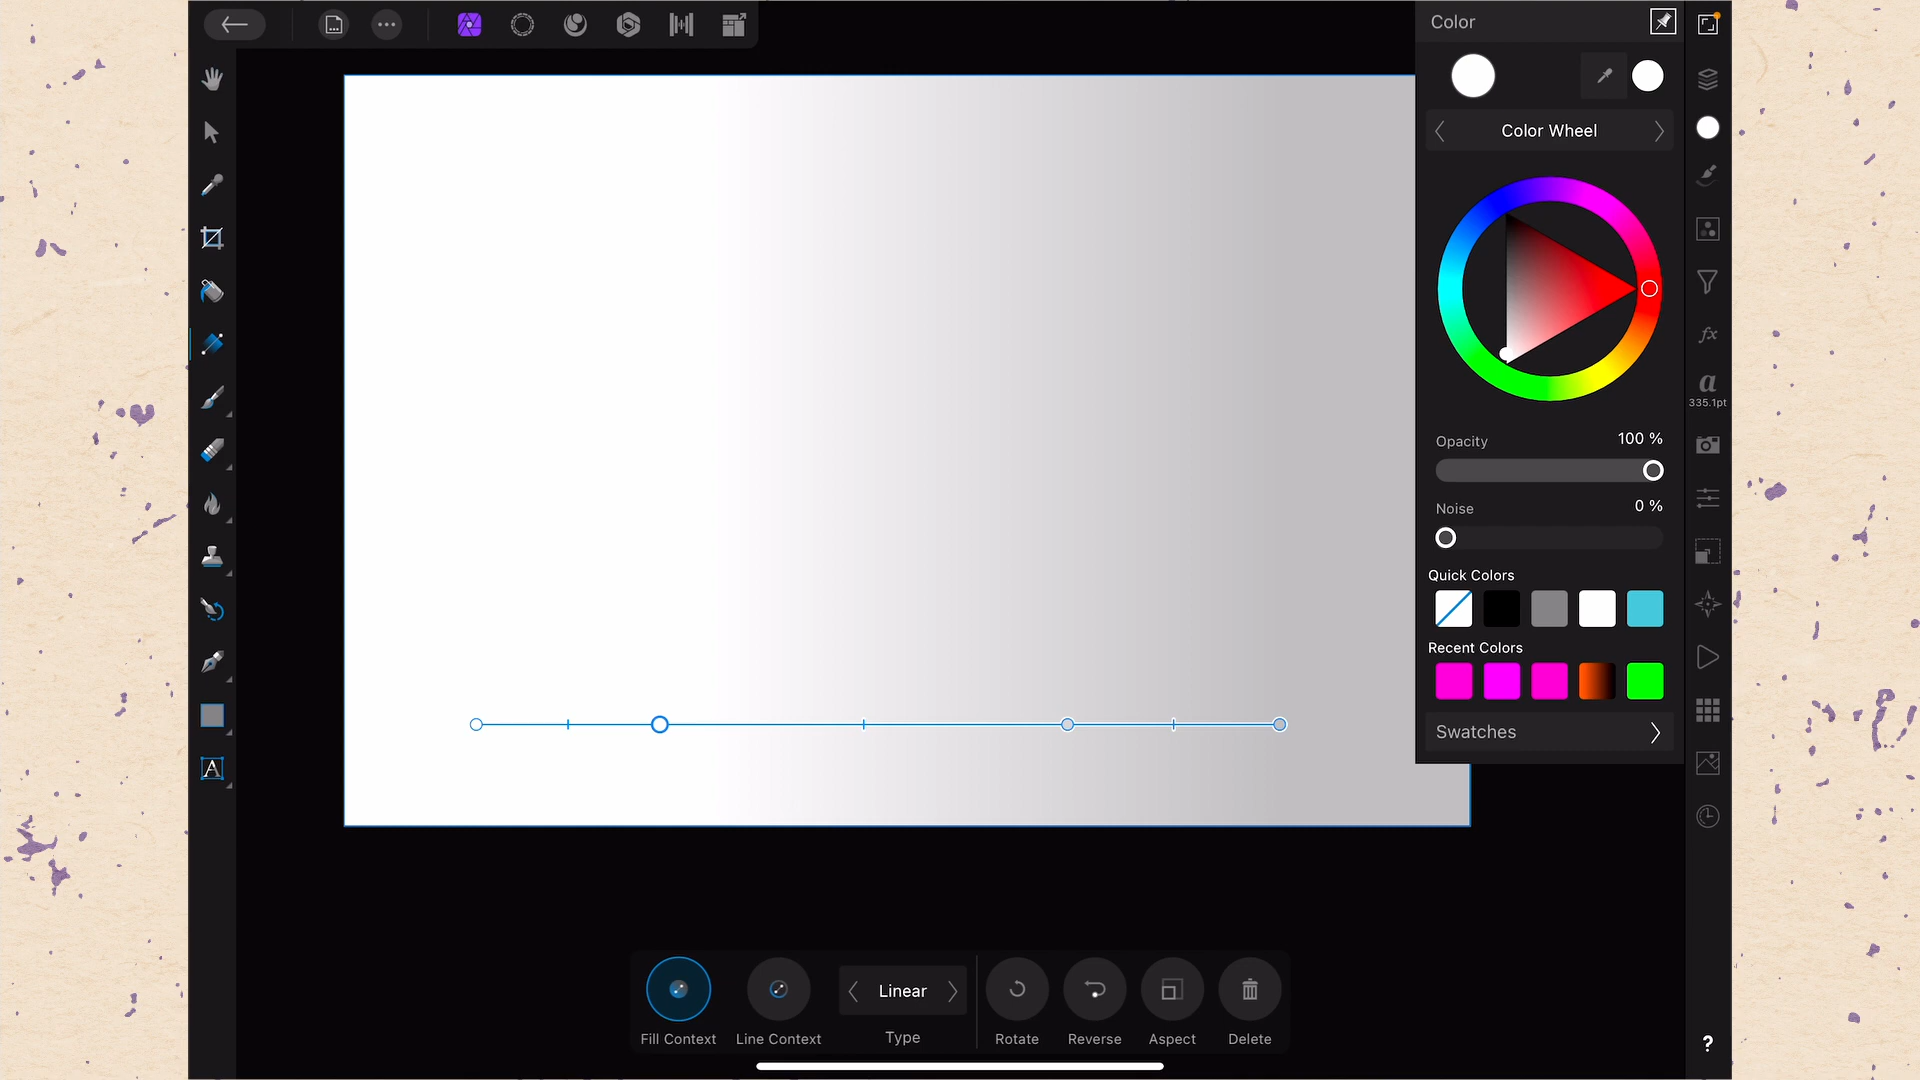 Color
Color Wheel
Opacity
100 %
Noise
0 %
Quick Colors
Recent Colors
Swatches
fx
a
335.1pt
A
Linear
Fill Context
Line Context
Type
Rotate
Reverse
Aspect
Delete
?